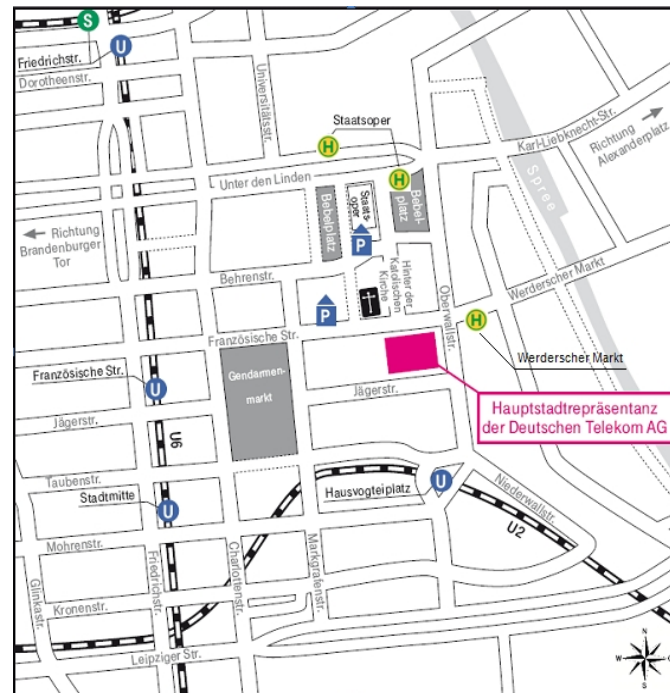 S
U
Friedrichstr.
Dorotheenstr.
Universitätsstr.
Staatsoper
H
Karl-Liebknecht-Str.
Richtung
Alexanderplatz
Unter den Linden
H
Spree
Bebelplatz
Staats-
oper
Bebel-
platz
Richtung
Brandenburger
Tor
P
Behrenstr.
Hinter der
Katolischen
Kirche
Oberwallstr.
Werderscher Markt
P
H
Französische Str.
Werderscher Markt
Französische Str.
U
Gendarmen-
markt
Jägerstr.
Hauptstadtrepräsentanz
der Deutschen Telekom AG
Jägerstr.
U6
Taubenstr.
Stadtmitte
U
Hausvogteiplatz
U
Niederwallstr.
U2
Mohrenstr.
Glinkastr.
Friedrichstr.
Charlottenstr.
Markgrafenstr.
Kronenstr.
Leipziger Str.
N
W
O
S